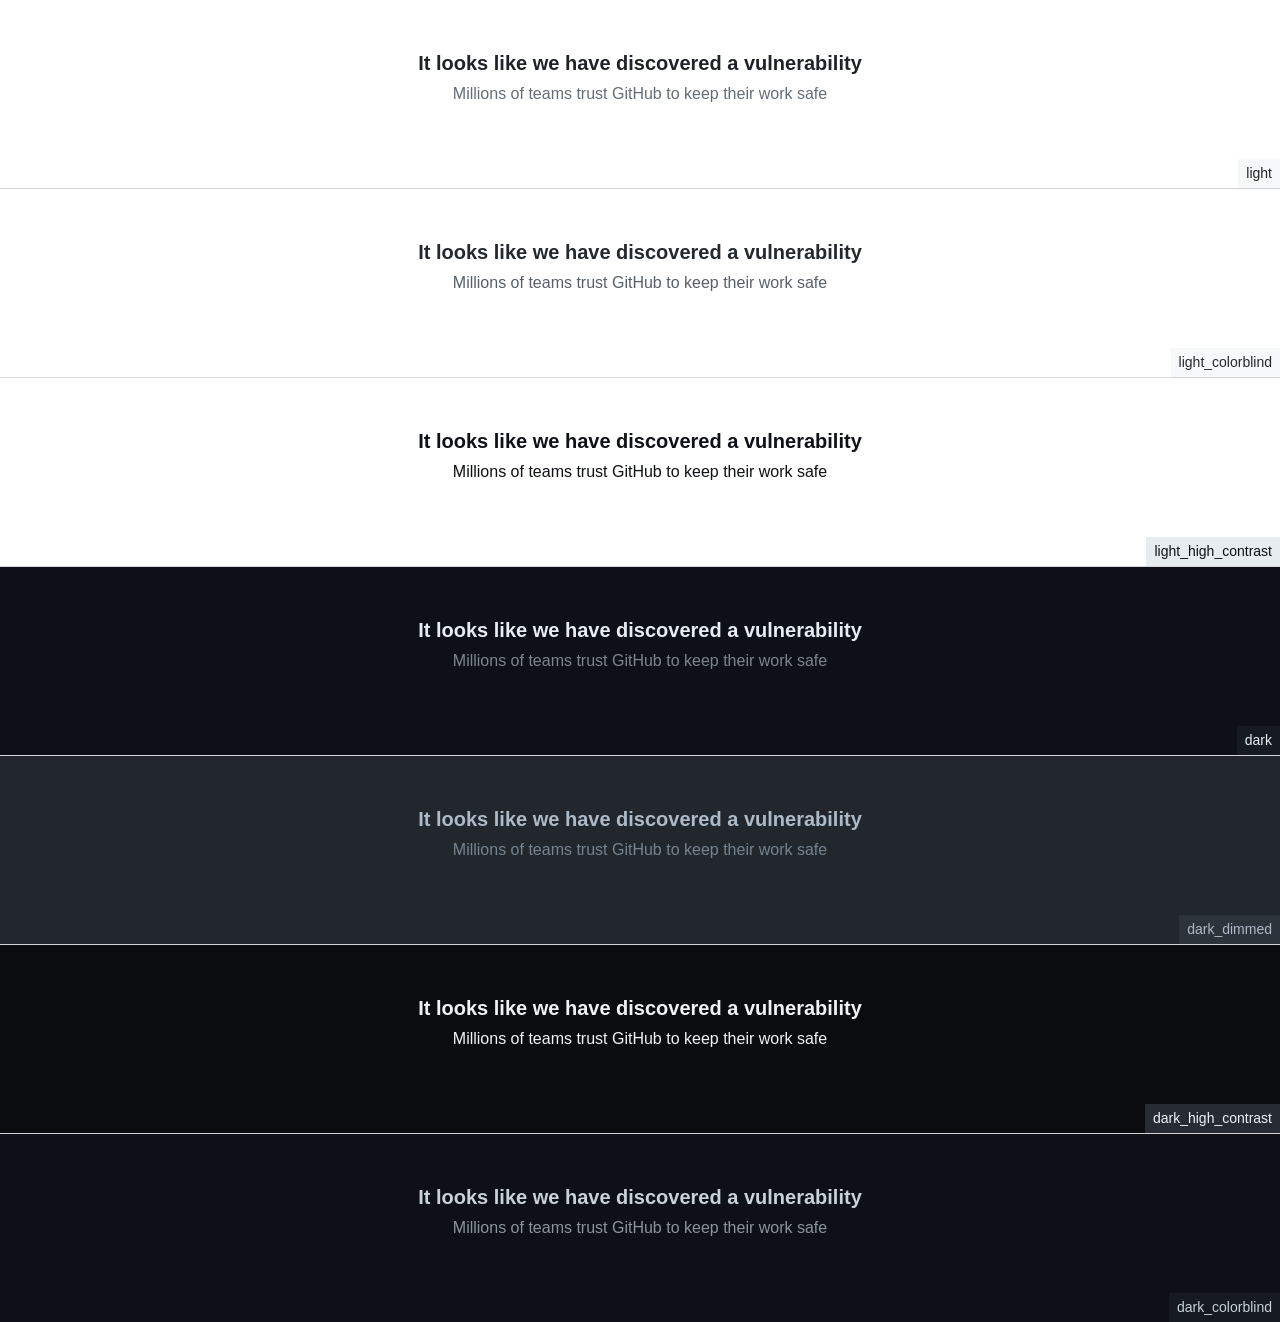 It looks like we have discovered a vulnerability
Millions of teams trust GitHub to keep their work safe
light
It looks like we have discovered a vulnerability
Millions of teams trust GitHub to keep their work safe
light_colorblind
It looks like we have discovered a vulnerability
Millions of teams trust GitHub to keep their work safe
light_high_contrast
It looks like we have discovered a vulnerability
Millions of teams trust GitHub to keep their work safe
dark
It looks like we have discovered a vulnerability
Millions of teams trust GitHub to keep their work safe
dark_dimmed
It looks like we have discovered a vulnerability
Millions of teams trust GitHub to keep their work safe
dark_high_contrast
It looks like we have discovered a vulnerability
Millions of teams trust GitHub to keep their work safe
dark_colorblind